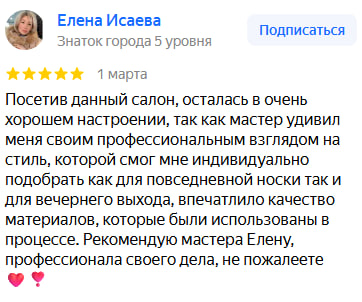 Елена Исаева
Знаток города 5 уровня
Подписаться
1 марта
Посетив данный салон, осталась в очень
хорошем настроении, так как мастер удивил
меня своим профессиональным взглядом на
стиль, которой смог мне индивидуально
подобрать как для повседневной носки так и
для вечернего выхода, впечатлило качество
материалов, которые были использованы в
процессе. Рекомендую мастера Елену,
профессионала своего дела, не пожалеете
💖❣️